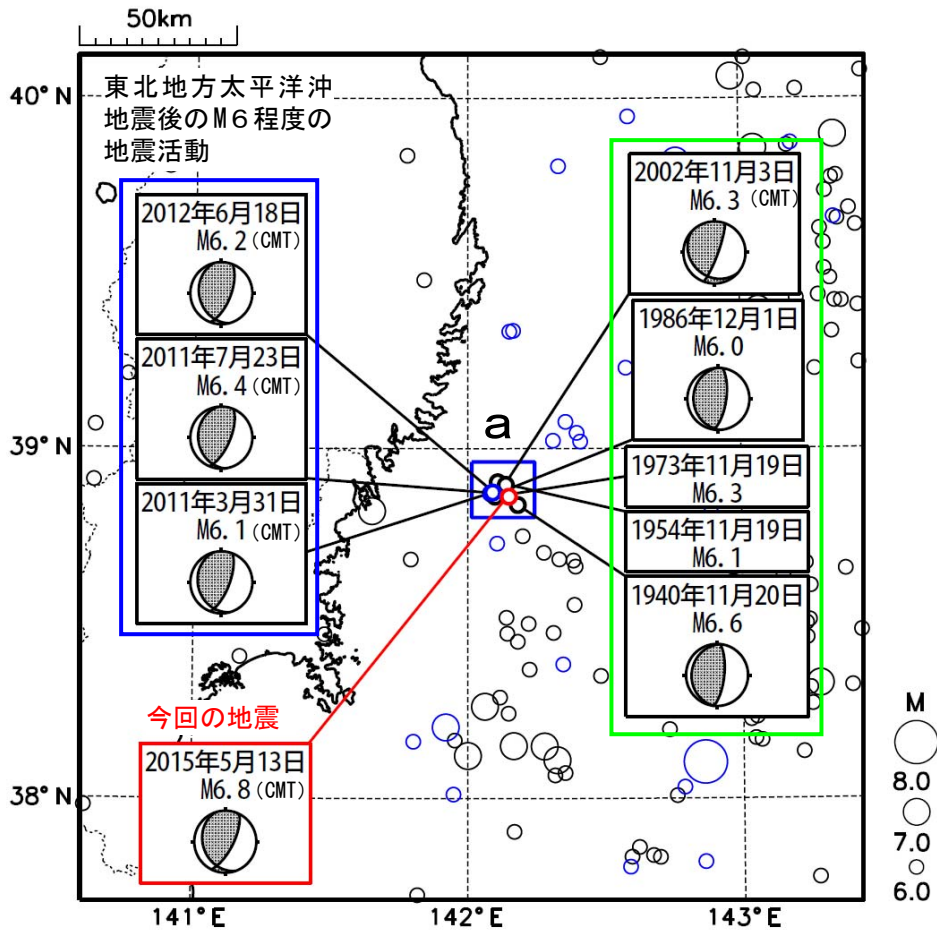 50km
40°N
東北地方太平洋沖
地震後のM6程度の
地震活動
2012年6月18日
M6.2(CMT)
2011年7月23日
M6.4(CMT)
2011年3月31日
M6.1(CMT)
2002年11月3日
M6.3(CMT)
1986年12月1日
M6.0
1973年11月19日
M6.3
1954年11月19日
M6.1
1940年11月20日
M6.6
a
39°N
今回の地震
2015年5月13日
M6.8(CMT)
38°N
141°E
142°E
143°E
M
8.0
7.0
6.0